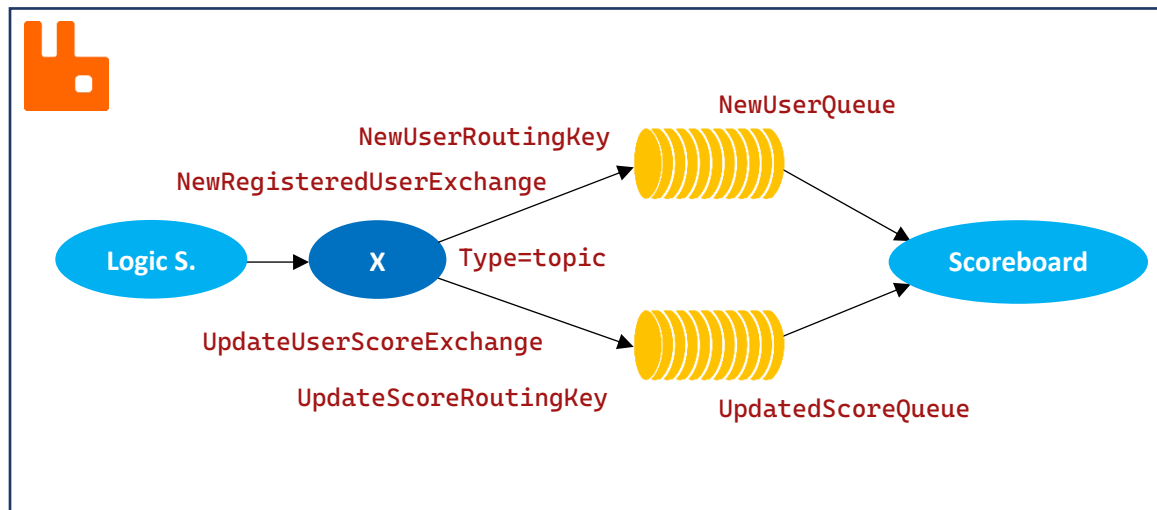 NewUserQueue
NewUserRoutingKey
NewRegisteredUserExchange
Logic S.
X
Type=topic
Scoreboard
UpdateUserScoreExchange
UpdateScoreRoutingKey
UpdatedScoreQueue